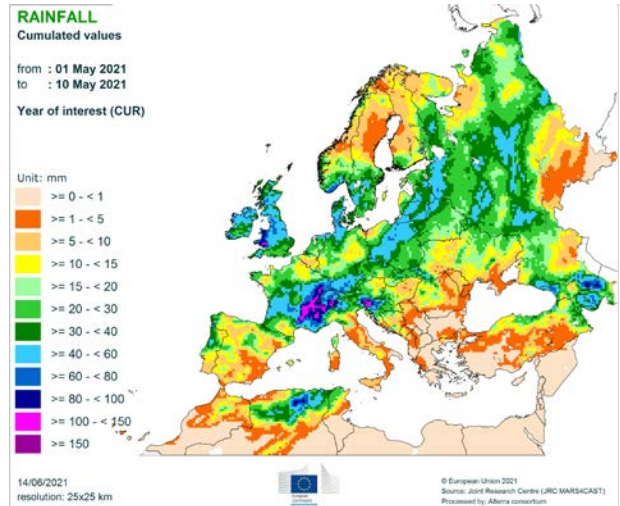 RAINFALL
Cumulated values
from : 01 May 2021
to : 10 May 2021
Year of interest (CUR)
Unit: mm
>= 0 - < 1
>= 1 - < 5
>= 5 - < 10
>= 10 - < 15
>= 15 - < 20
>= 20 - < 30
>= 30 - < 40
>= 40 - < 60
>= 60 - < 80
>= 80 - < 100
>= 100 - < 150
>= 150
14/06/2021
resolution: 25x25 km
European
Commission
© European Union 2021
Source: Joint Research Centre (JRC MARS4CAST)
Processed by: Alterra consortium